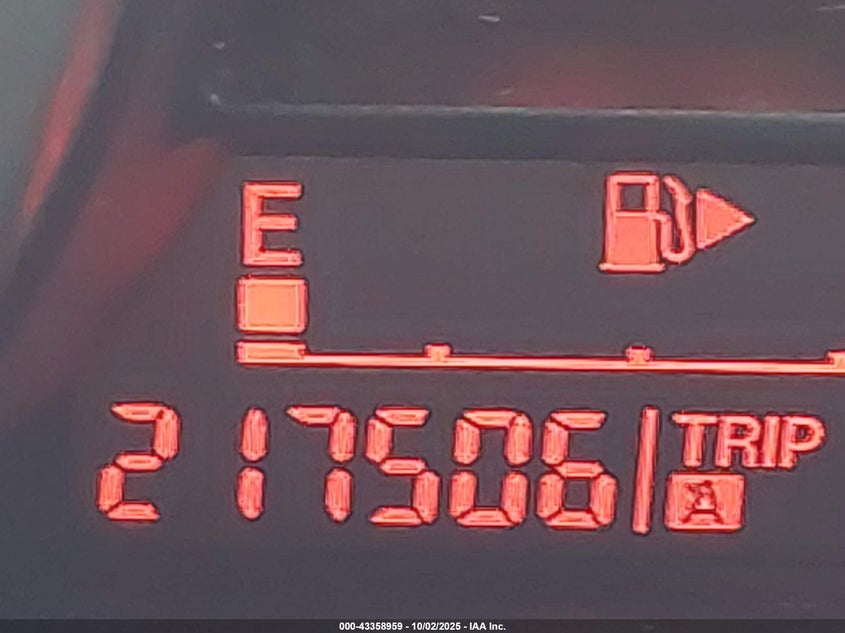 E
217506 TRIP
A
000-43358959 - 10/02/2025 - IAA Inc.